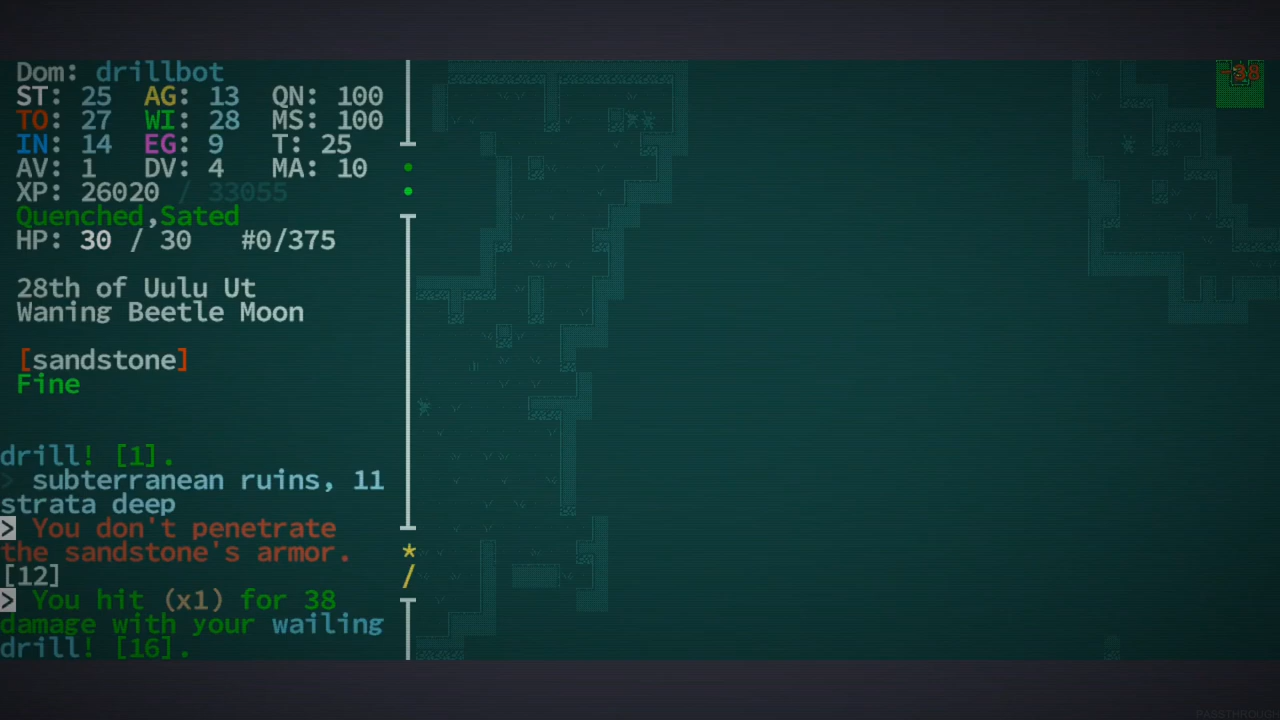 Dom: drillbot
ST: 25 AG: 13 QN: 100
TO: 27 WI: 28 MS: 100
IN: 14 EG: 9 T: 25
AV: 1 DV: 4 MA: 10
XP: 26020 / 33055
Quenched,Sated
HP: 30 / 30 #0/375
28th of Uulu Ut
Waning Beetle Moon
[sandstone]
Fine
drill! [1].
> subterranean ruins, 11
strata deep
> You don't penetrate
the sandstone's armor.
[12]
> You hit (x1) for 38
damage with your wailing
drill! [16].
-38